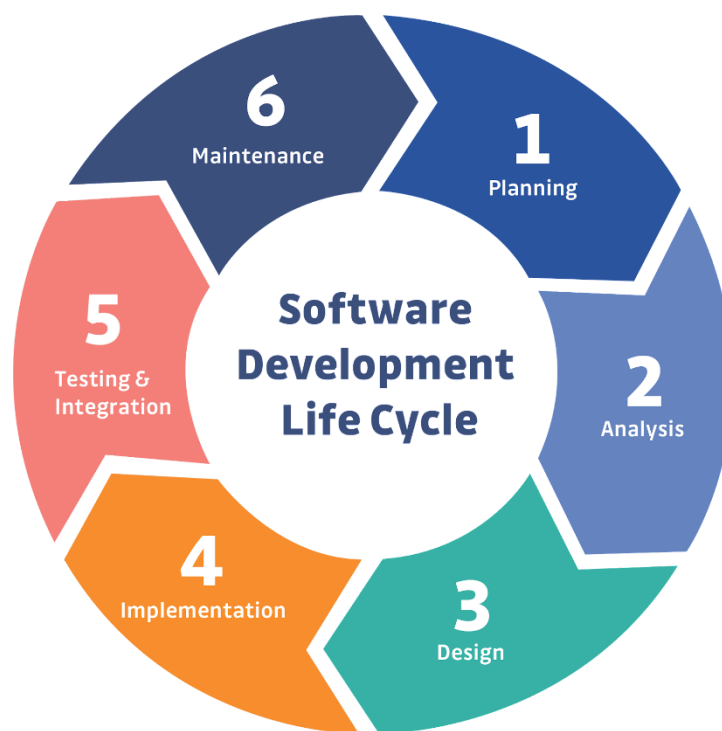 Software
Development
Life Cycle
1
Planning
2
Analysis
3
Design
4
Implementation
5
Testing &
Integration
6
Maintenance